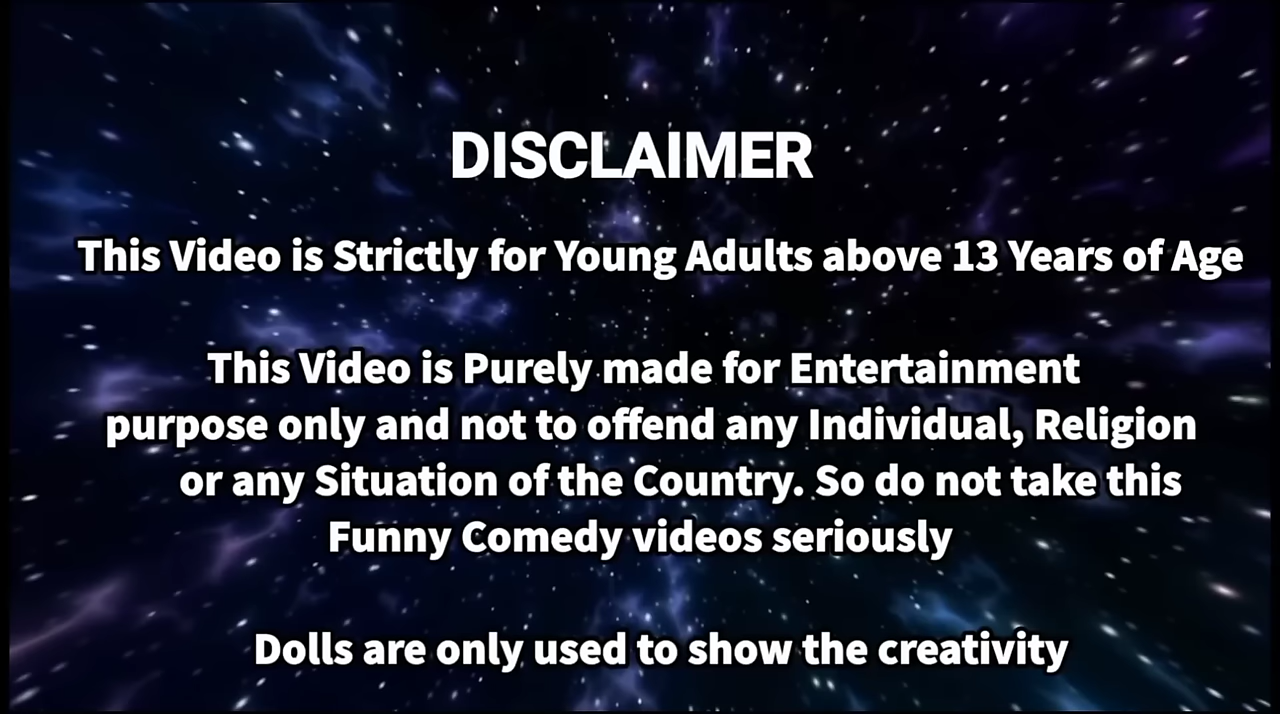 DISCLAIMER
This Video is Strictly for Young Adults above 13 Years of Age
This Video is Purely made for Entertainment
purpose only and not to offend any Individual, Religion
or any Situation of the Country. So do not take this
Funny Comedy videos seriously
Dolls are only used to show the creativity